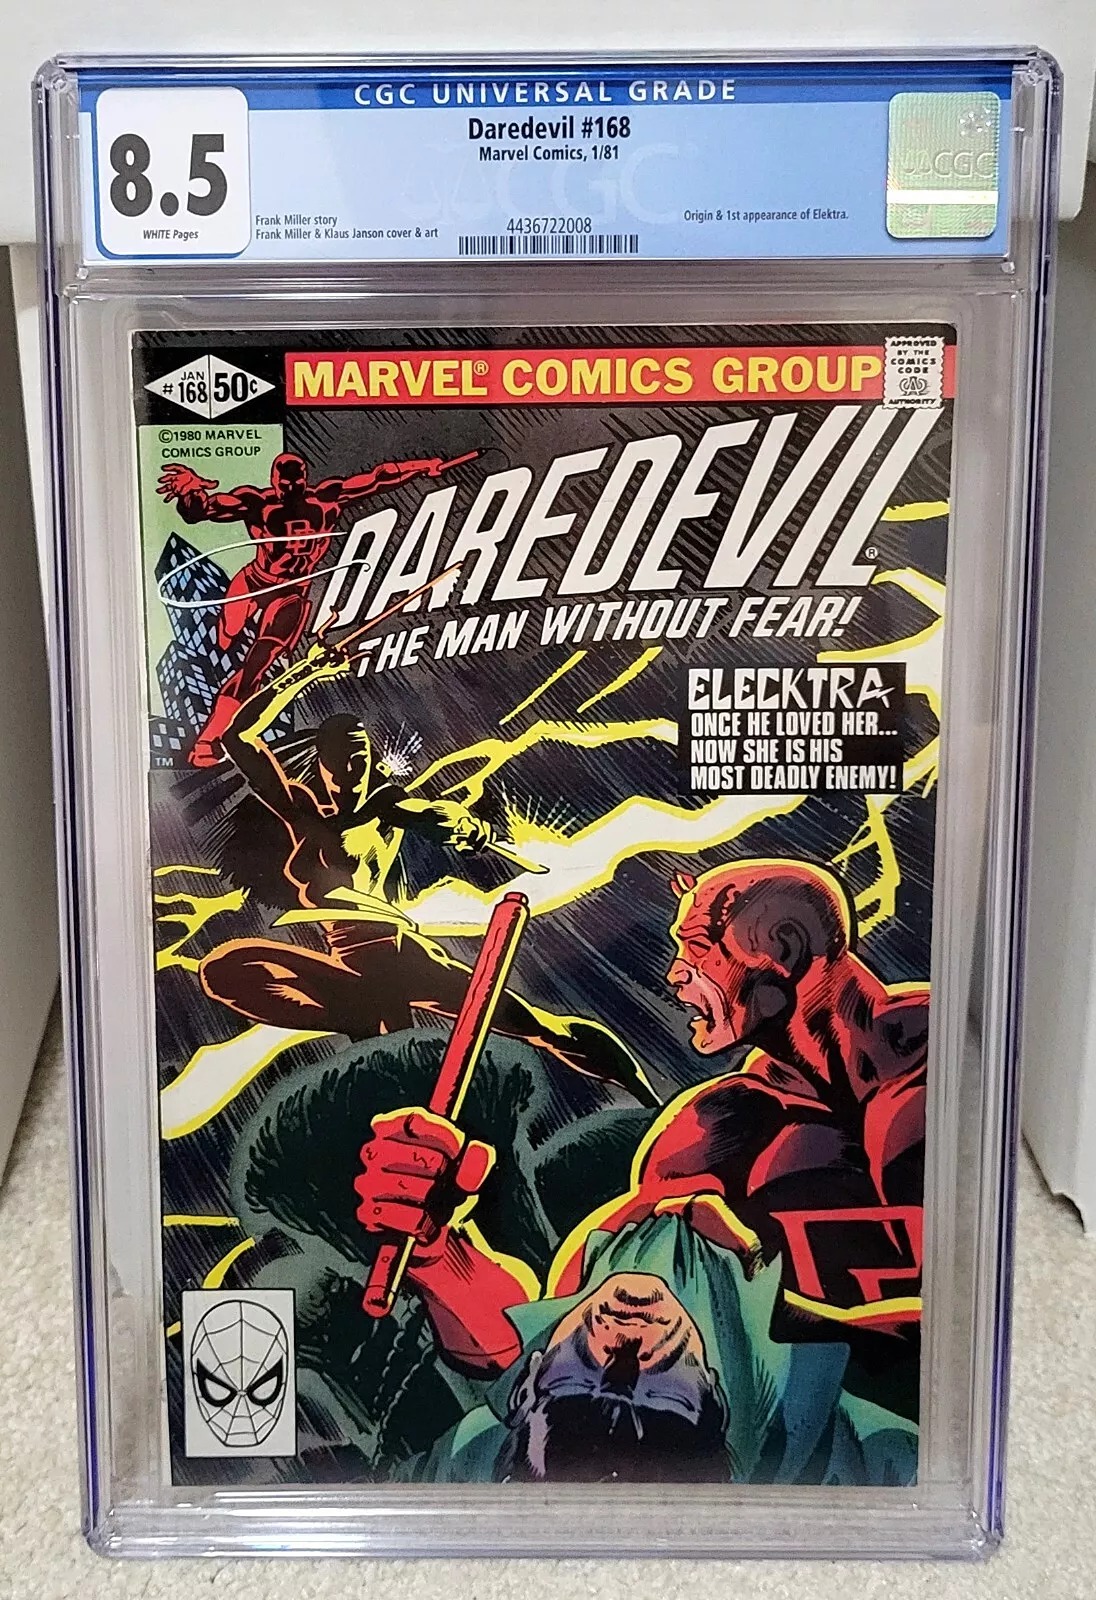 CGC UNIVERSAL GRADE
8.5
WHITE Pages
Daredevil #168
Marvel Comics, 1/81
Frank Miller story
Frank Miller & Klaus Janson cover & art
4436722008
Origin & 1st appearance of Elektra.
CGC
CGC
JAN
# 168
50¢
MARVEL® COMICS GROUP
APPROVED
BY THE
COMICS
CODE
AUTHORITY
©1980 MARVEL
COMICS GROUP
DD
DAREDEVIL®
THE MAN WITHOUT FEAR!
TM
ELECKTRA
ONCE HE LOVED HER...
NOW SHE IS HIS
MOST DEADLY ENEMY!